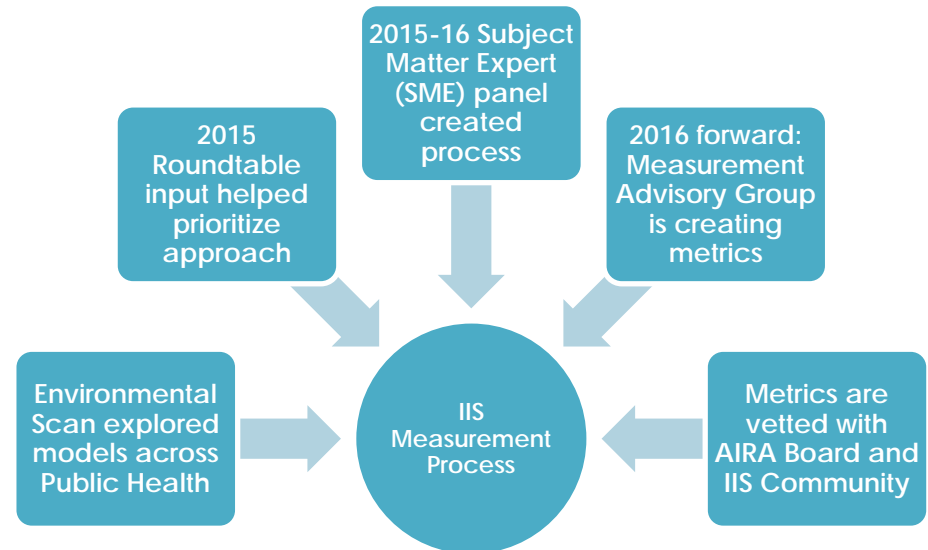 Environmental
Scan explored
models across
Public Health
2015
Roundtable
input helped
prioritize
approach
2015-16 Subject
Matter Expert
(SME) panel
created
process
2016 forward:
Measurement
Advisory Group
is creating
metrics
Metrics are
vetted with
AIRA Board and
IIS Community
IIS
Measurement
Process